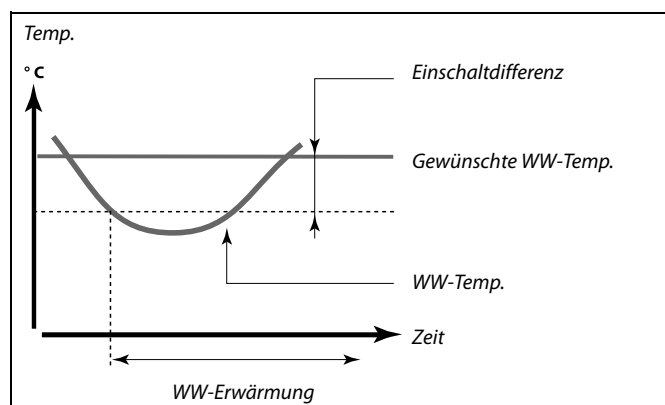 Temp.
°C
Einschaltdifferenz
Gewünschte WW-Temp.
WW-Temp.
Zeit
WW-Erwärmung